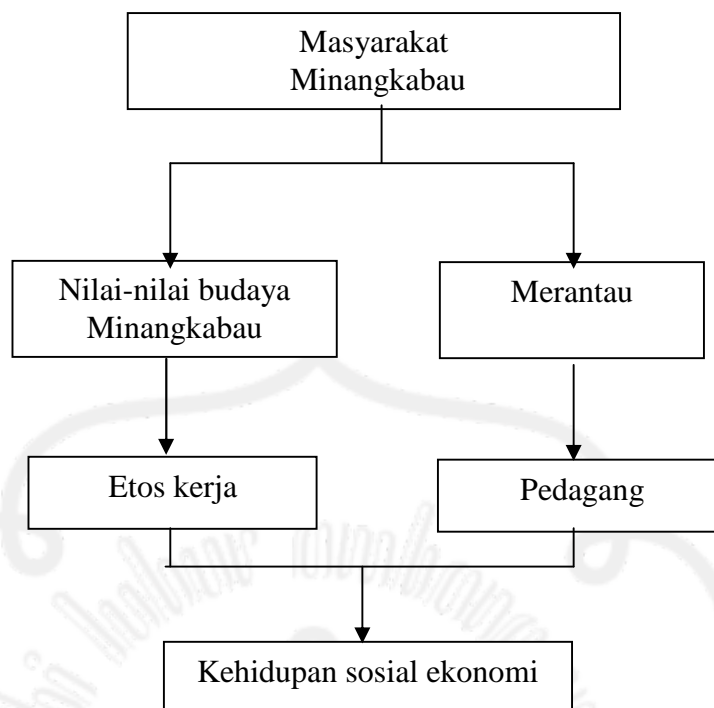 Masyarakat
Minangkabau
Nilai-nilai budaya
Minangkabau
Merantau
Etos kerja
Pedagang
Kehidupan sosial ekonomi